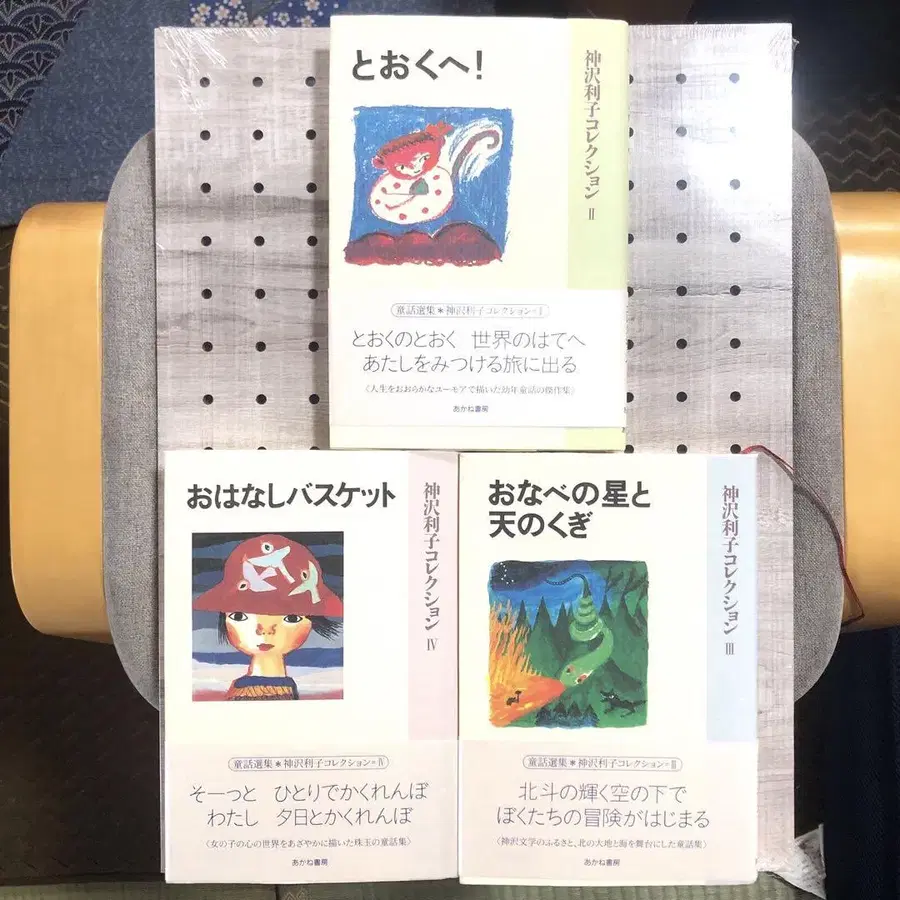 とおくへ!
神沢利子コレクション Ⅱ
童話選集*神沢利子コレクション=Ⅱ
とおくのとおく 世界のはてへ
あたしをみつける旅に出る
〈人生をおおらかなユーモアで描いた幼年童話の傑作集〉
あかね書房
おはなしバスケット
神沢利子コレクション Ⅳ
童話選集*神沢利子コレクション=Ⅳ
そーっと ひとりでかくれんぼ
わたし 夕日とかくれんぼ
〈女の子の心の世界をあざやかに描いた珠玉の童話集〉
あかね書房
おなべの星と
天のくぎ
神沢利子コレクション Ⅲ
童話選集*神沢利子コレクション=Ⅲ
北斗の輝く空の下で
ぼくたちの冒険がはじまる
〈神沢文学のふるさと、北の大地と海を舞台にした童話集〉
あかね書房